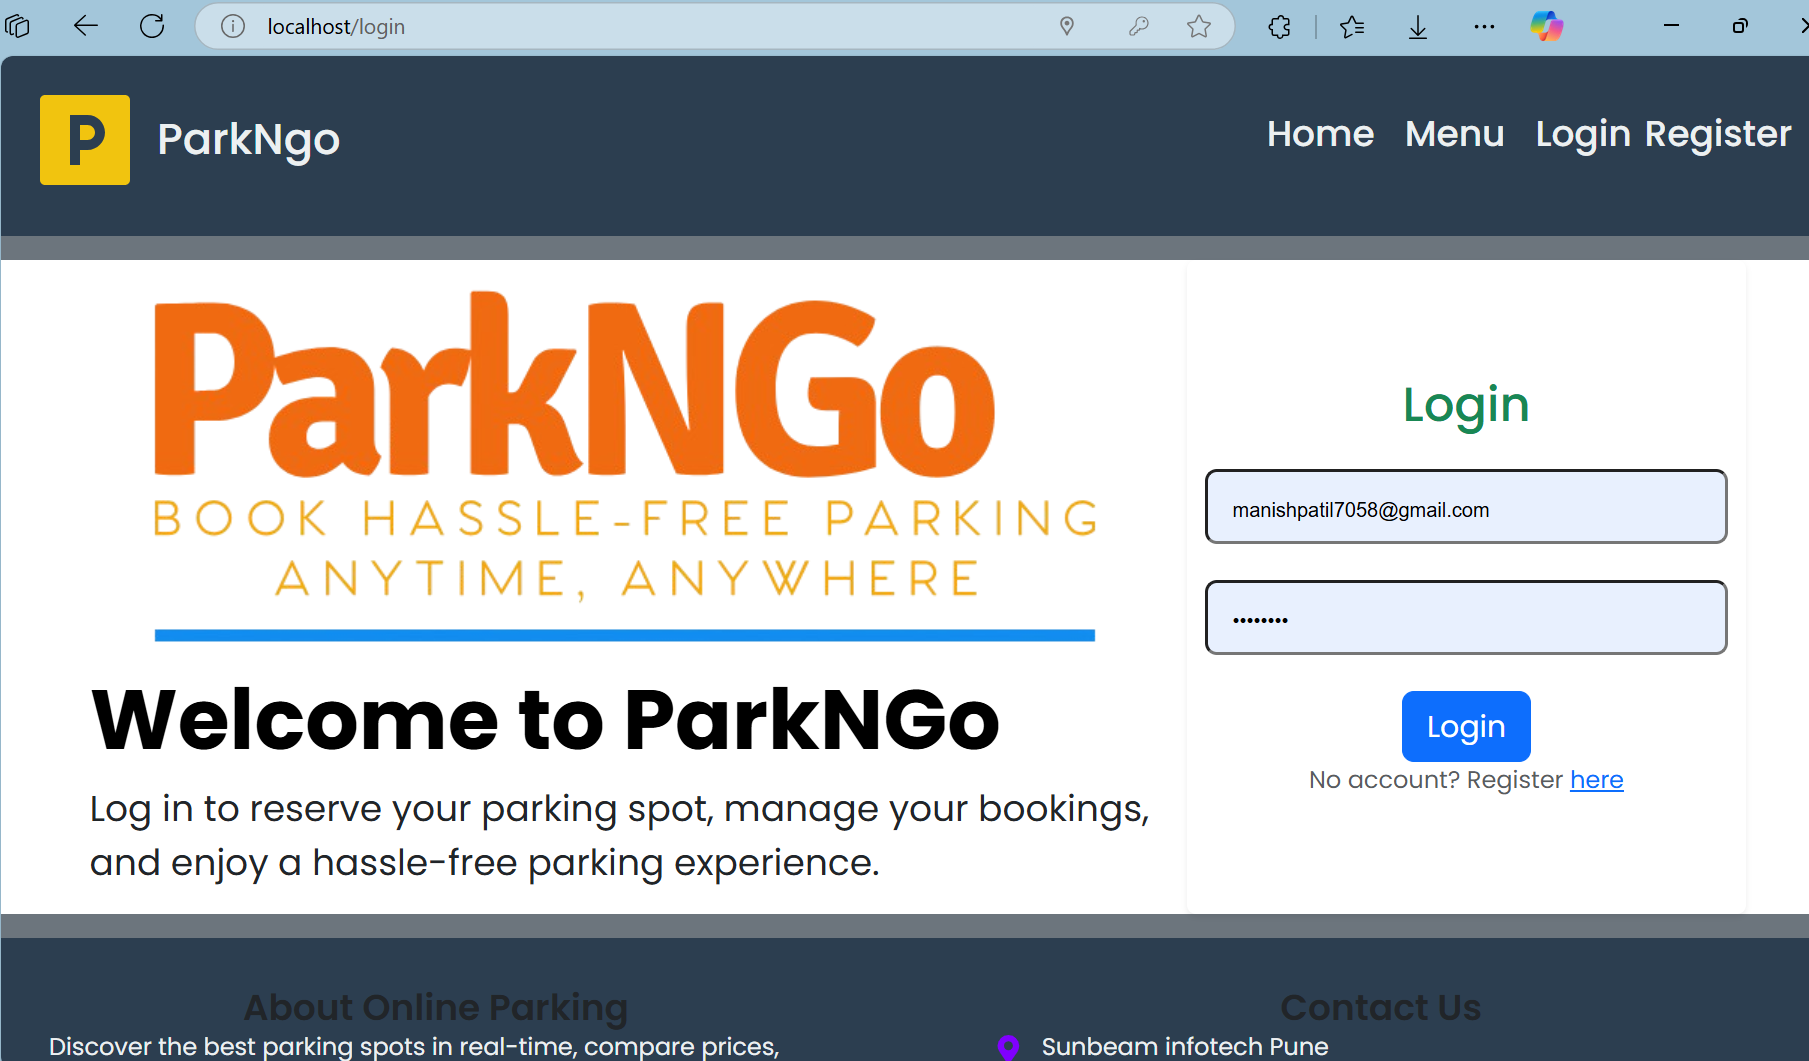 localhost/login
P
ParkNgo
Home Menu Login Register
ParkNGo
BOOK HASSLE-FREE PARKING
ANYTIME, ANYWHERE
Welcome to ParkNGo
Log in to reserve your parking spot, manage your bookings,
and enjoy a hassle-free parking experience.
Login
manishpatil7058@gmail.com
••••••••
Login
No account? Register here
About Online Parking
Discover the best parking spots in real-time, compare prices,
Contact Us
Sunbeam infotech Pune